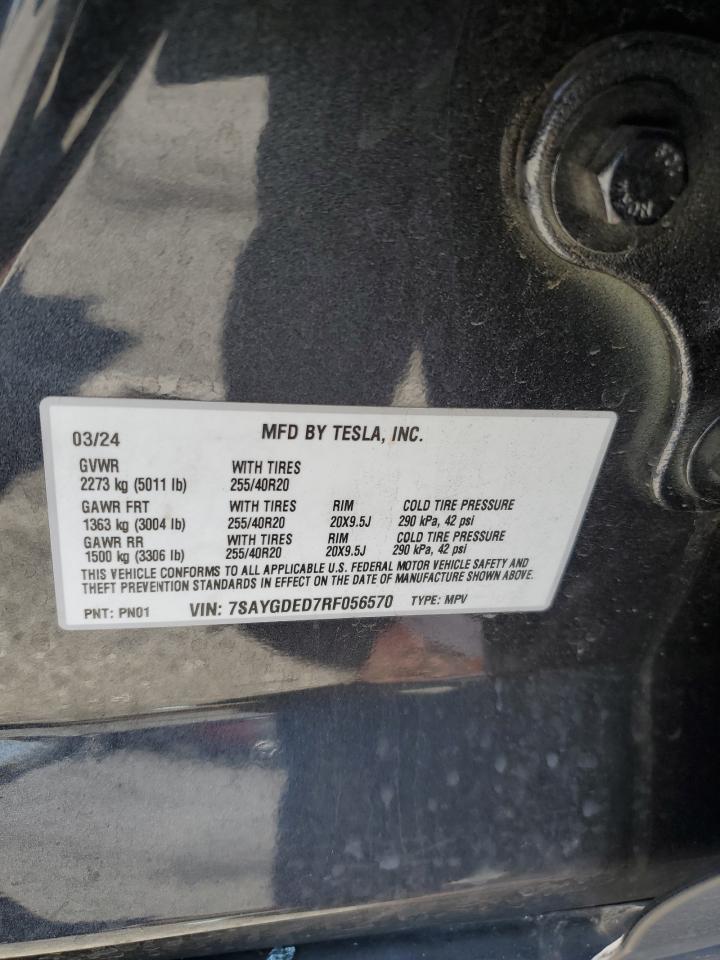 03/24 MFD BY TESLA, INC.
GVWR WITH TIRES
2273 kg (5011 lb) 255/40R20
GAWR FRT WITH TIRES RIM COLD TIRE PRESSURE
1363 kg (3004 lb) 255/40R20 20X9.5J 290 kPa, 42 psi
GAWR RR WITH TIRES RIM COLD TIRE PRESSURE
1500 kg (3306 lb) 255/40R20 20X9.5J 290 kPa, 42 psi
THIS VEHICLE CONFORMS TO ALL APPLICABLE U.S. FEDERAL MOTOR VEHICLE SAFETY AND
THEFT PREVENTION STANDARDS IN EFFECT ON THE DATE OF MANUFACTURE SHOWN ABOVE.
PNT: PN01 VIN: 7SAYGDED7RF056570 TYPE: MPV